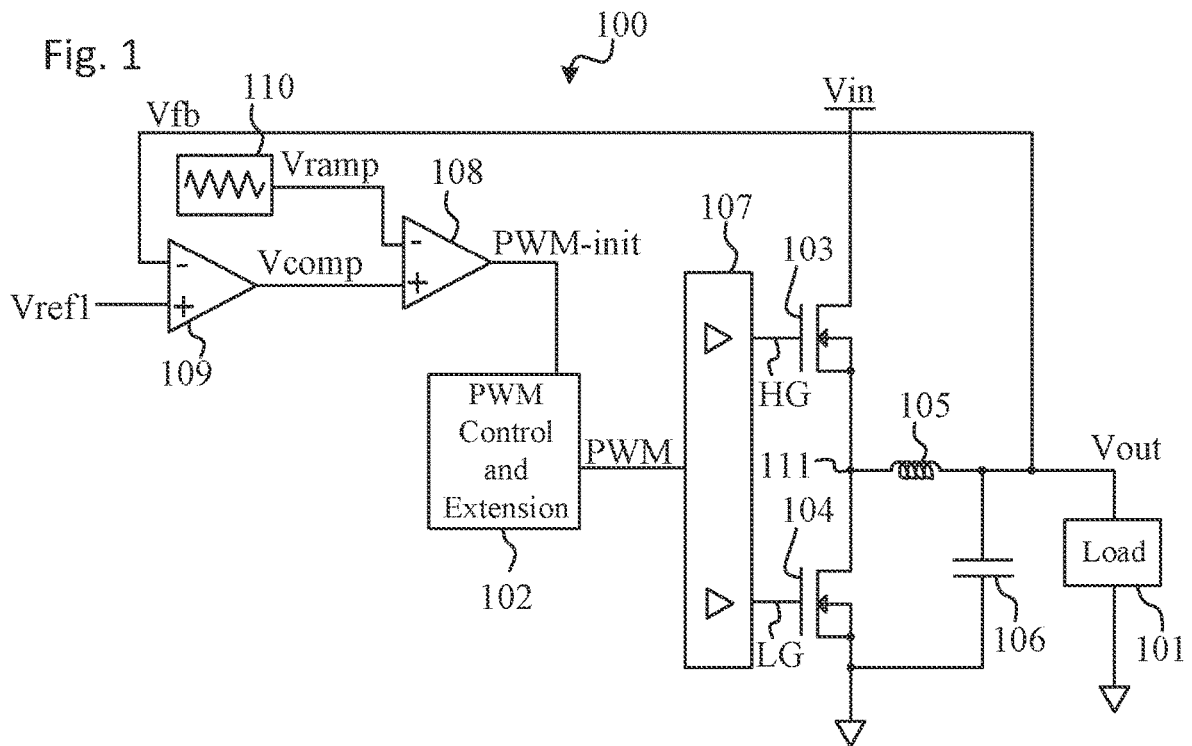 Fig. 1
100
110
Vin
Vfb
Vramp
108
PWM-init
107
103
Vcomp
Vref1
-
+
-
+
109
HG
PWM
Control
and
Extension
PWM
105
111
Vout
104
Load
102
LG
106
101